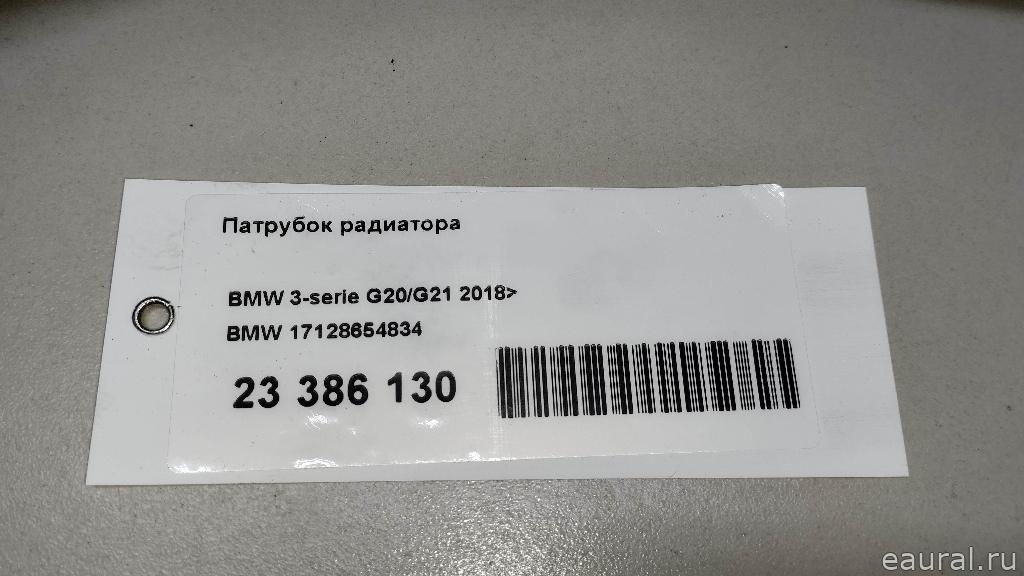 Патрубок радиатора
BMW 3-serie G20/G21 2018>
BMW 17128654834
23 386 130
eaural.ru